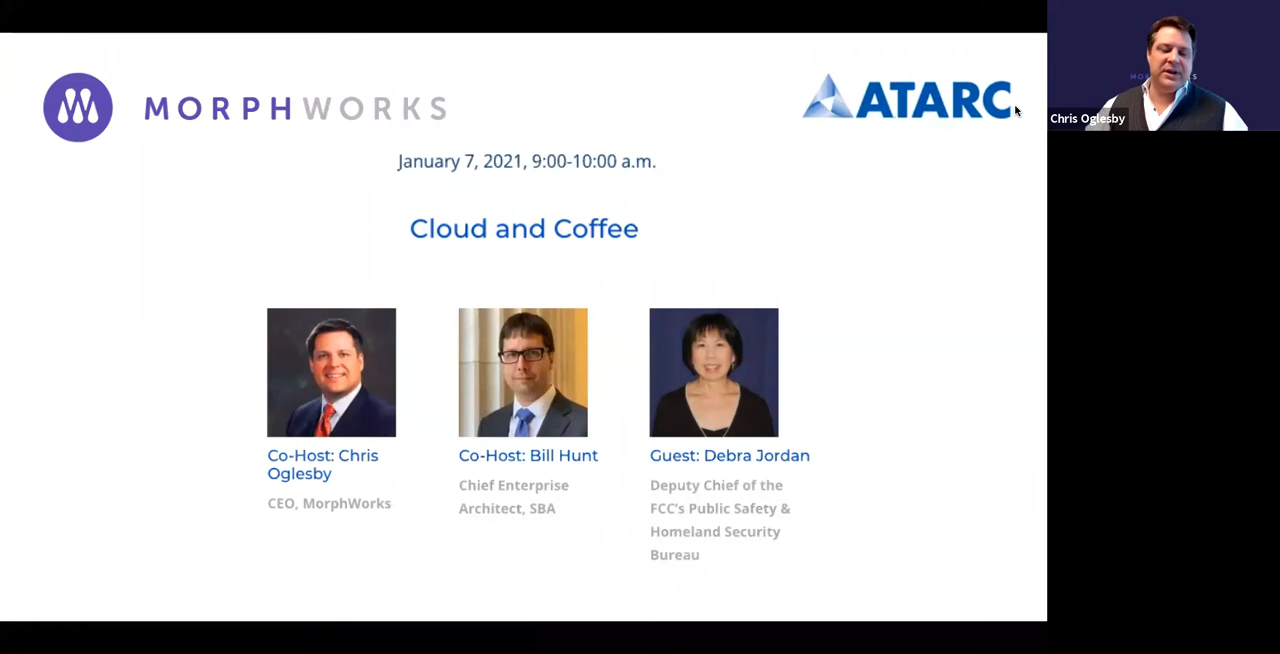 MORPHWORKS
ATARC
Chris Oglesby
January 7, 2021, 9:00-10:00 a.m.
Cloud and Coffee
Co-Host: Chris
Oglesby
CEO, MorphWorks
Co-Host: Bill Hunt
Chief Enterprise
Architect, SBA
Guest: Debra Jordan
Deputy Chief of the
FCC’s Public Safety &
Homeland Security
Bureau